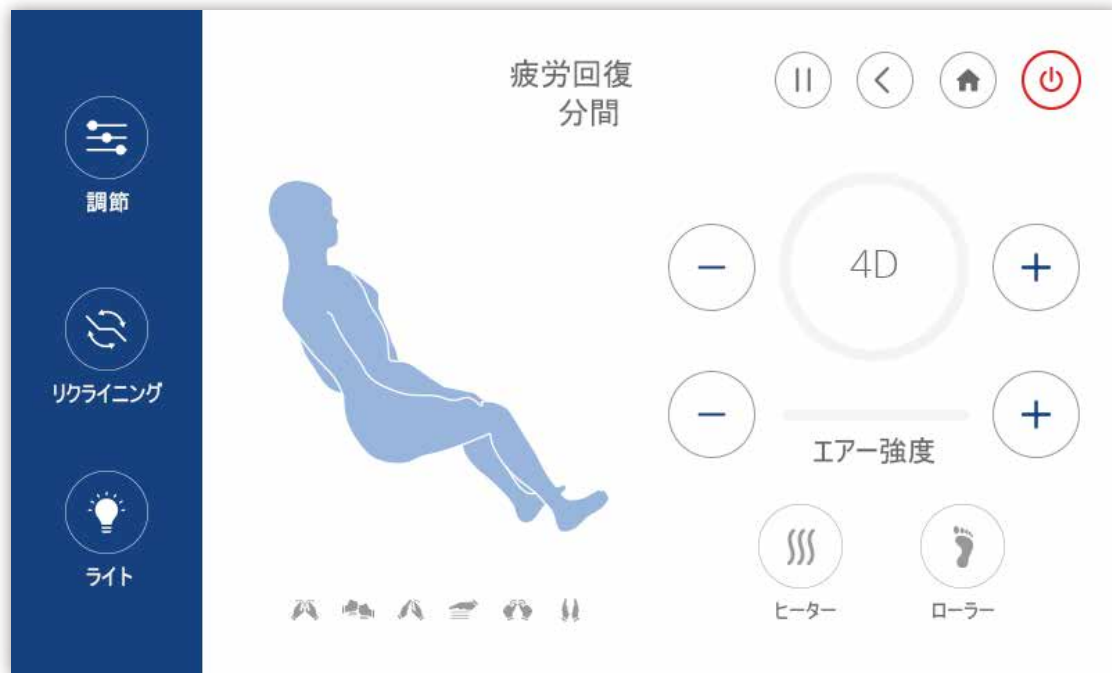 疲労回復
分間
調節
リクライニング
ライト
4D
エアー強度
ヒーター
ローラー